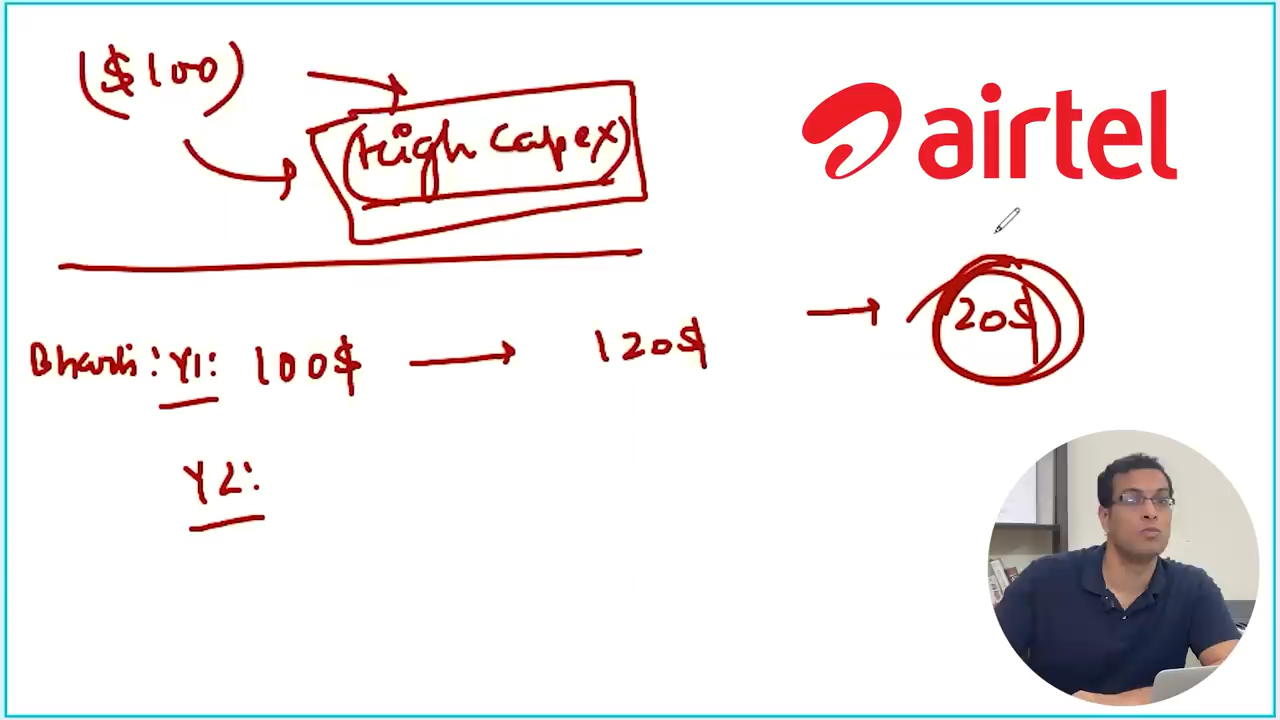 ($100)
High Capex
airtel
Bharti: Y1: 100$ → 120$ → 20$
Y2: